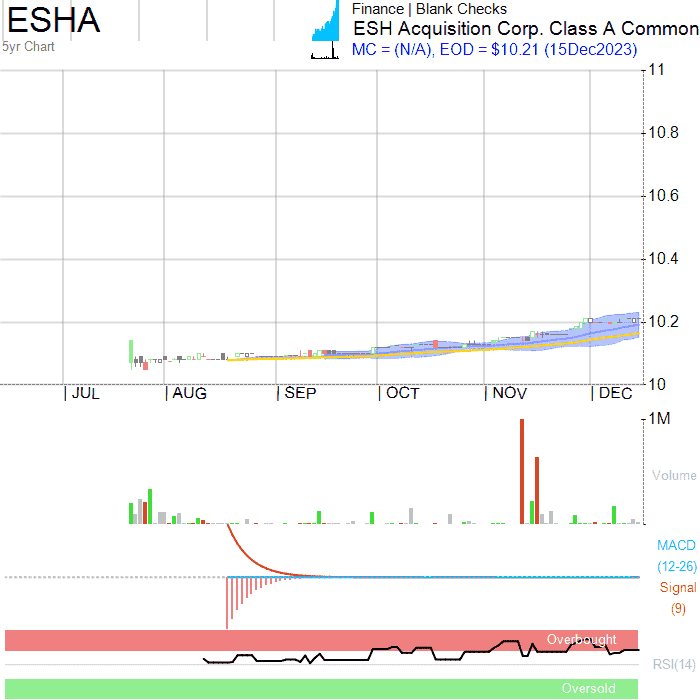 ESHA
5yr Chart
Finance | Blank Checks
ESH Acquisition Corp. Class A Common
MC = (N/A), EOD = $10.21 (15Dec2023)
11
10.8
10.6
10.4
10.2
10
JUL AUG SEP OCT NOV DEC
1M
Volume
MACD
(12-26)
Signal
(9)
Overbought
RSI(14)
Oversold